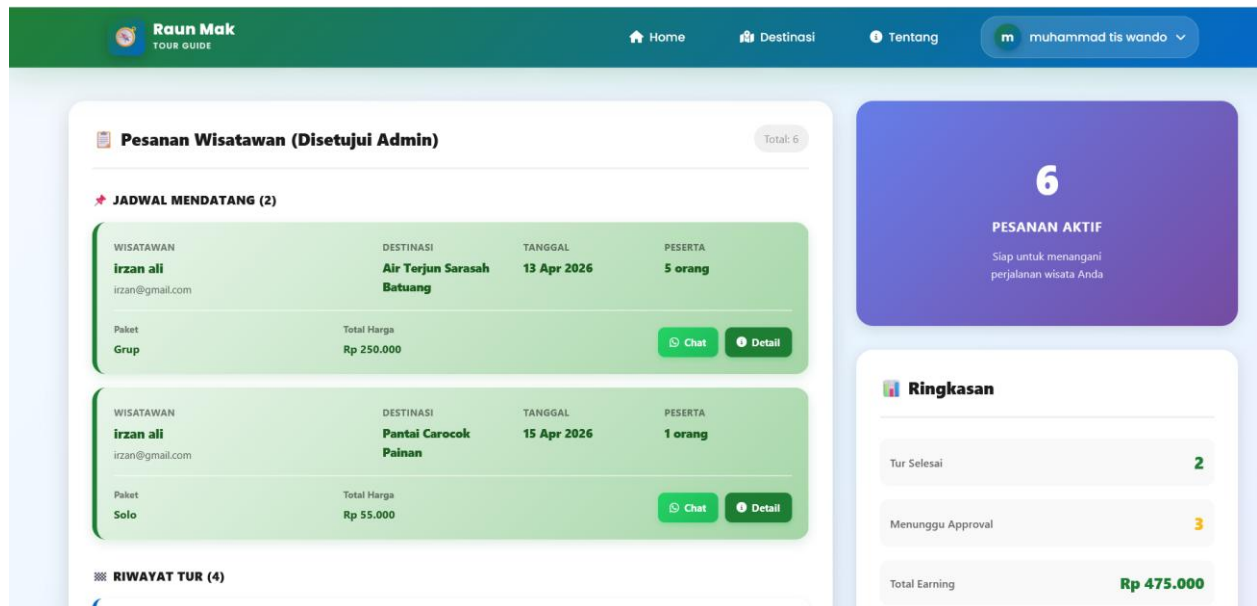 Raun Mak
TOUR GUIDE
Home
Destinasi
Tentang
m
muhammad tis wando
Pesanan Wisatawan (Disetujui Admin)
Total: 6
JADWAL MENDATANG (2)
WISATAWAN
DESTINASI
TANGGAL
PESERTA
irzan ali
Air Terjun Sarasah
Batuang
13 Apr 2026
5 orang
irzan@gmail.com
Paket
Total Harga
Grup
Rp 250.000
Chat
Detail
WISATAWAN
DESTINASI
TANGGAL
PESERTA
irzan ali
Pantai Carocok
Painan
15 Apr 2026
1 orang
irzan@gmail.com
Paket
Total Harga
Solo
Rp 55.000
Chat
Detail
RIWAYAT TUR (4)
6
PESANAN AKTIF
Siap untuk menangani
perjalanan wisata Anda
Ringkasan
Tur Selesai
2
Menunggu Approval
3
Total Earning
Rp 475.000